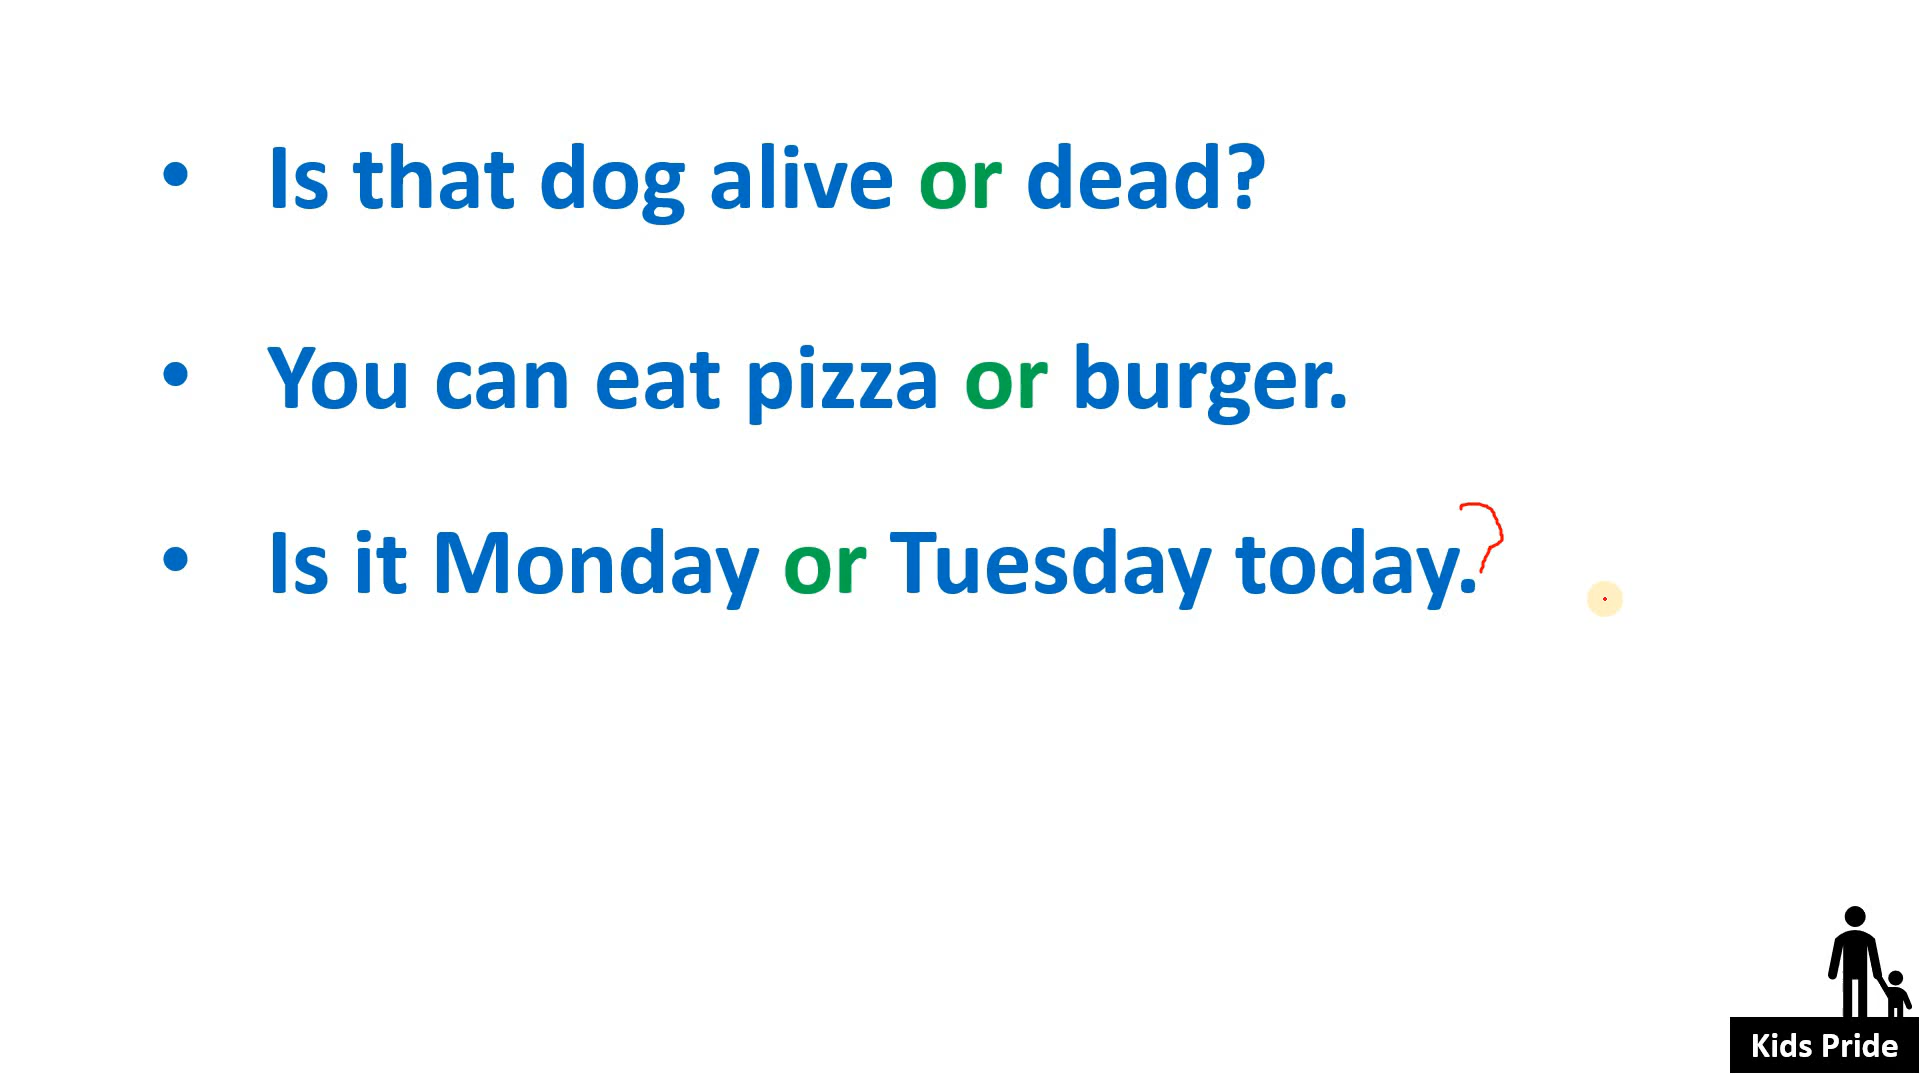 • Is that dog alive or dead?
• You can eat pizza or burger.
• Is it Monday or Tuesday today.?
Kids Pride